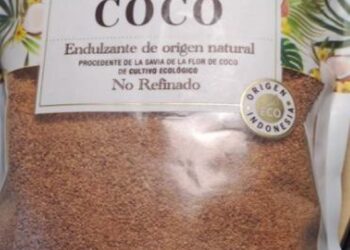 COCO
Endulzante de origen natural
PROCEDENTE DE LA SAVIA DE LA FLOR DE COCO
DE CULTIVO ECOLÓGICO
No Refinado
ORIGEN
ECO
INDONESIA